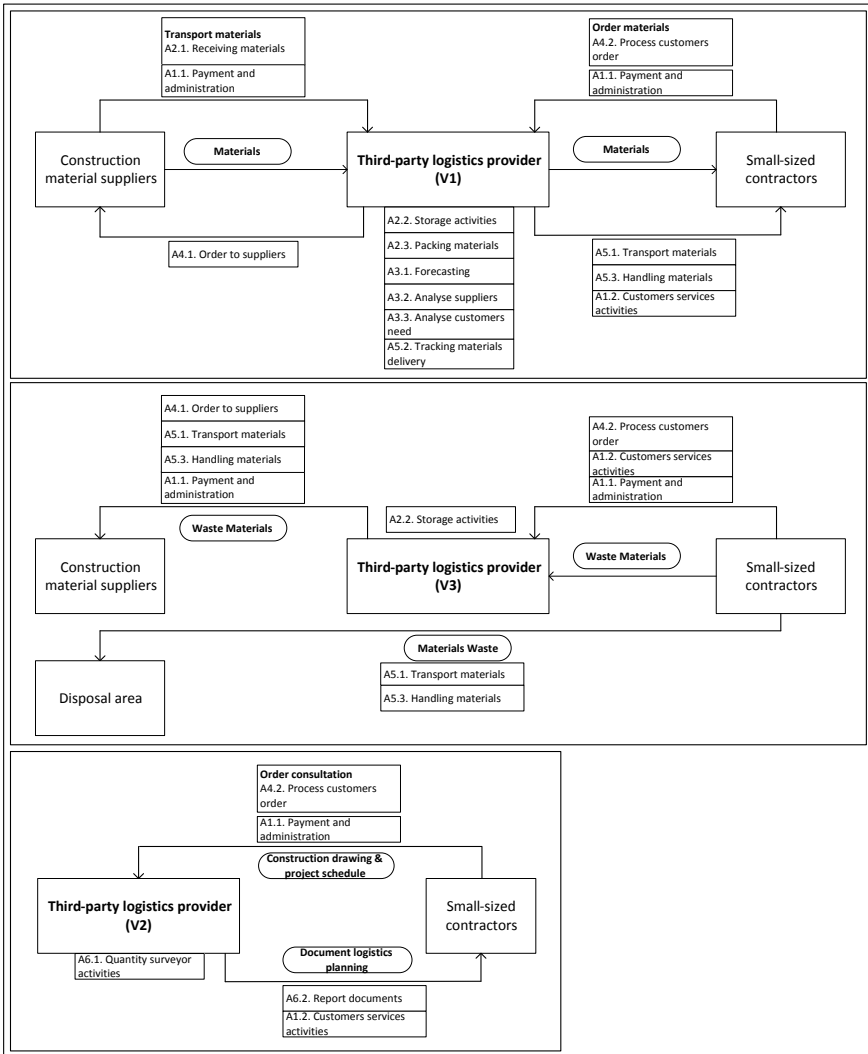 Transport materials
A2.1. Receiving materials
A1.1. Payment and
administration
Order materials
A4.2. Process customers
order
A1.1. Payment and
administration
Construction
material suppliers
Materials
Third-party logistics provider
(V1)
Materials
Small-sized
contractors
A4.1. Order to suppliers
A2.2. Storage activities
A2.3. Packing materials
A3.1. Forecasting
A3.2. Analyse suppliers
A3.3. Analyse customers
need
A5.2. Tracking materials
delivery
A5.1. Transport materials
A5.3. Handling materials
A1.2. Customers services
activities
A4.1. Order to suppliers
A5.1. Transport materials
A5.3. Handling materials
A1.1. Payment and
administration
A4.2. Process customers
order
A1.2. Customers services
activities
A1.1. Payment and
administration
Waste Materials
A2.2. Storage activities
Construction
material suppliers
Third-party logistics provider
(V3)
Waste Materials
Small-sized
contractors
Materials Waste
A5.1. Transport materials
A5.3. Handling materials
Disposal area
Order consultation
A4.2. Process customers
order
A1.1. Payment and
administration
Construction drawing &
project schedule
Third-party logistics provider
(V2)
Small-sized
contractors
A6.1. Quantity surveyor
activities
Document logistics
planning
A6.2. Report documents
A1.2. Customers services
activities